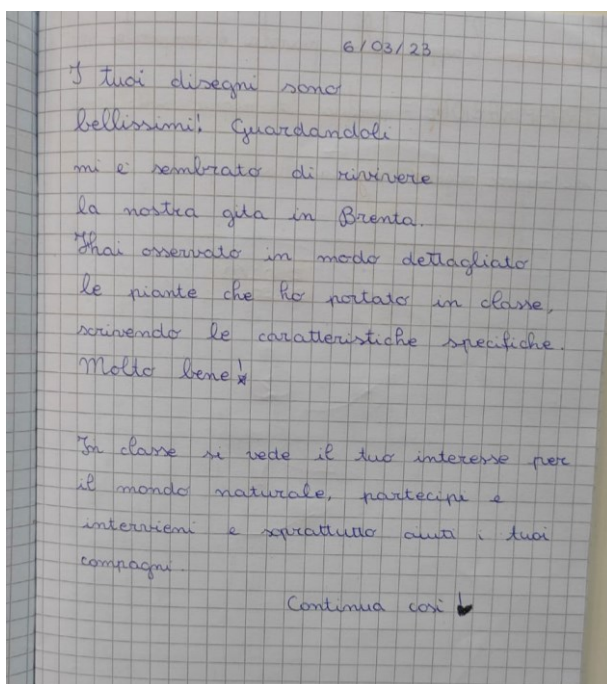 6/03/23
I tuoi disegni sono
bellissimi! Guardandoli
mi è sembrato di rivivere
la nostra gita in Brenta.
Hai osservato in modo dettagliato
le piante che ho portato in classe,
scrivendo le caratteristiche specifiche.
Molto bene!
In classe si vede il tuo interesse per
il mondo naturale, partecipi e
intervieni e soprattutto aiuti i tuoi
compagni.
Continua così!